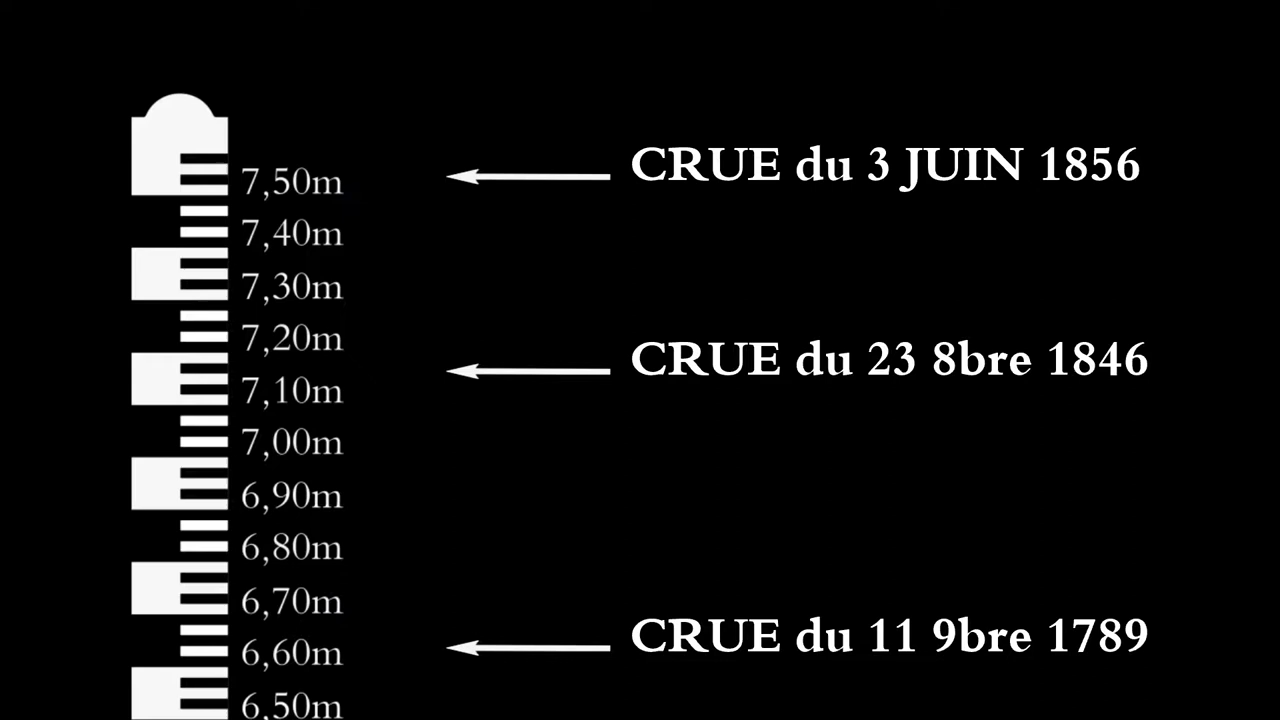 7,50m CRUE du 3 JUIN 1856
7,40m
7,30m
7,20m
CRUE du 23 8bre 1846
7,10m
7,00m
6,90m
6,80m
6,70m
6,60m CRUE du 11 9bre 1789
6,50m